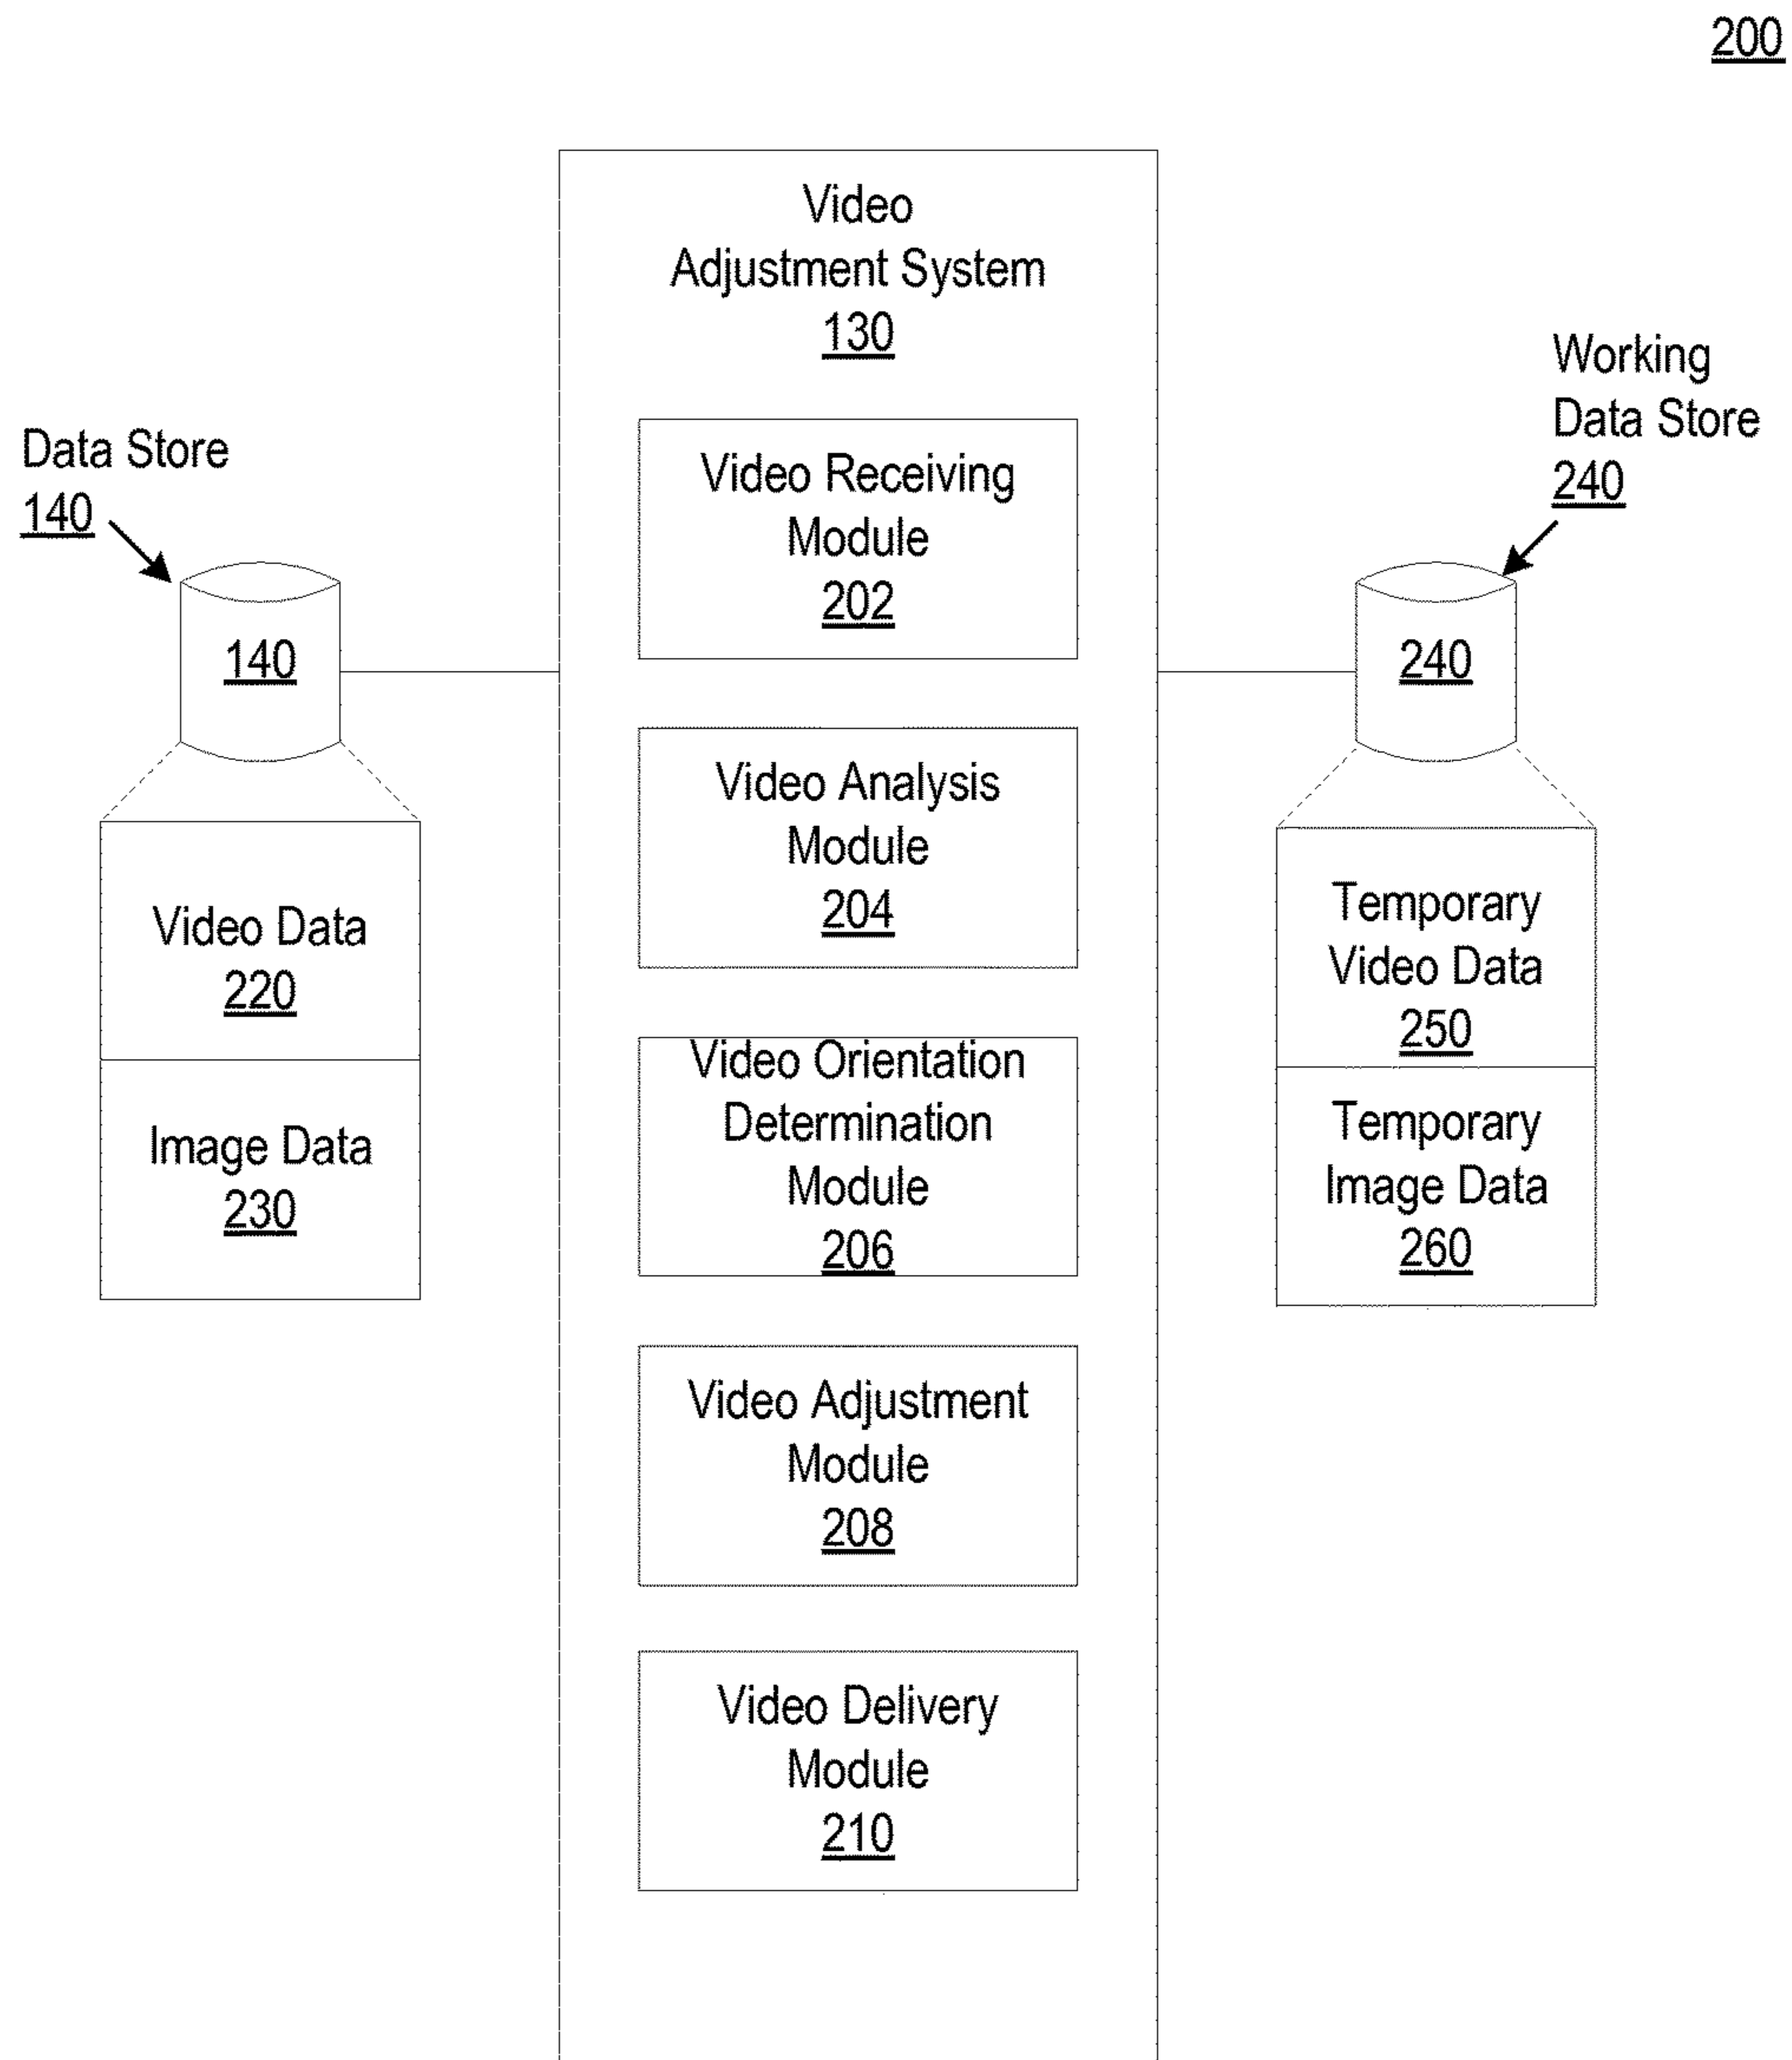 200
Video
Adjustment System
130
Data Store
140
140
Video Data
220
Image Data
230
Video Receiving
Module
202
Video Analysis
Module
204
Video Orientation
Determination
Module
206
Video Adjustment
Module
208
Video Delivery
Module
210
Working
Data Store
240
240
Temporary
Video Data
250
Temporary
Image Data
260